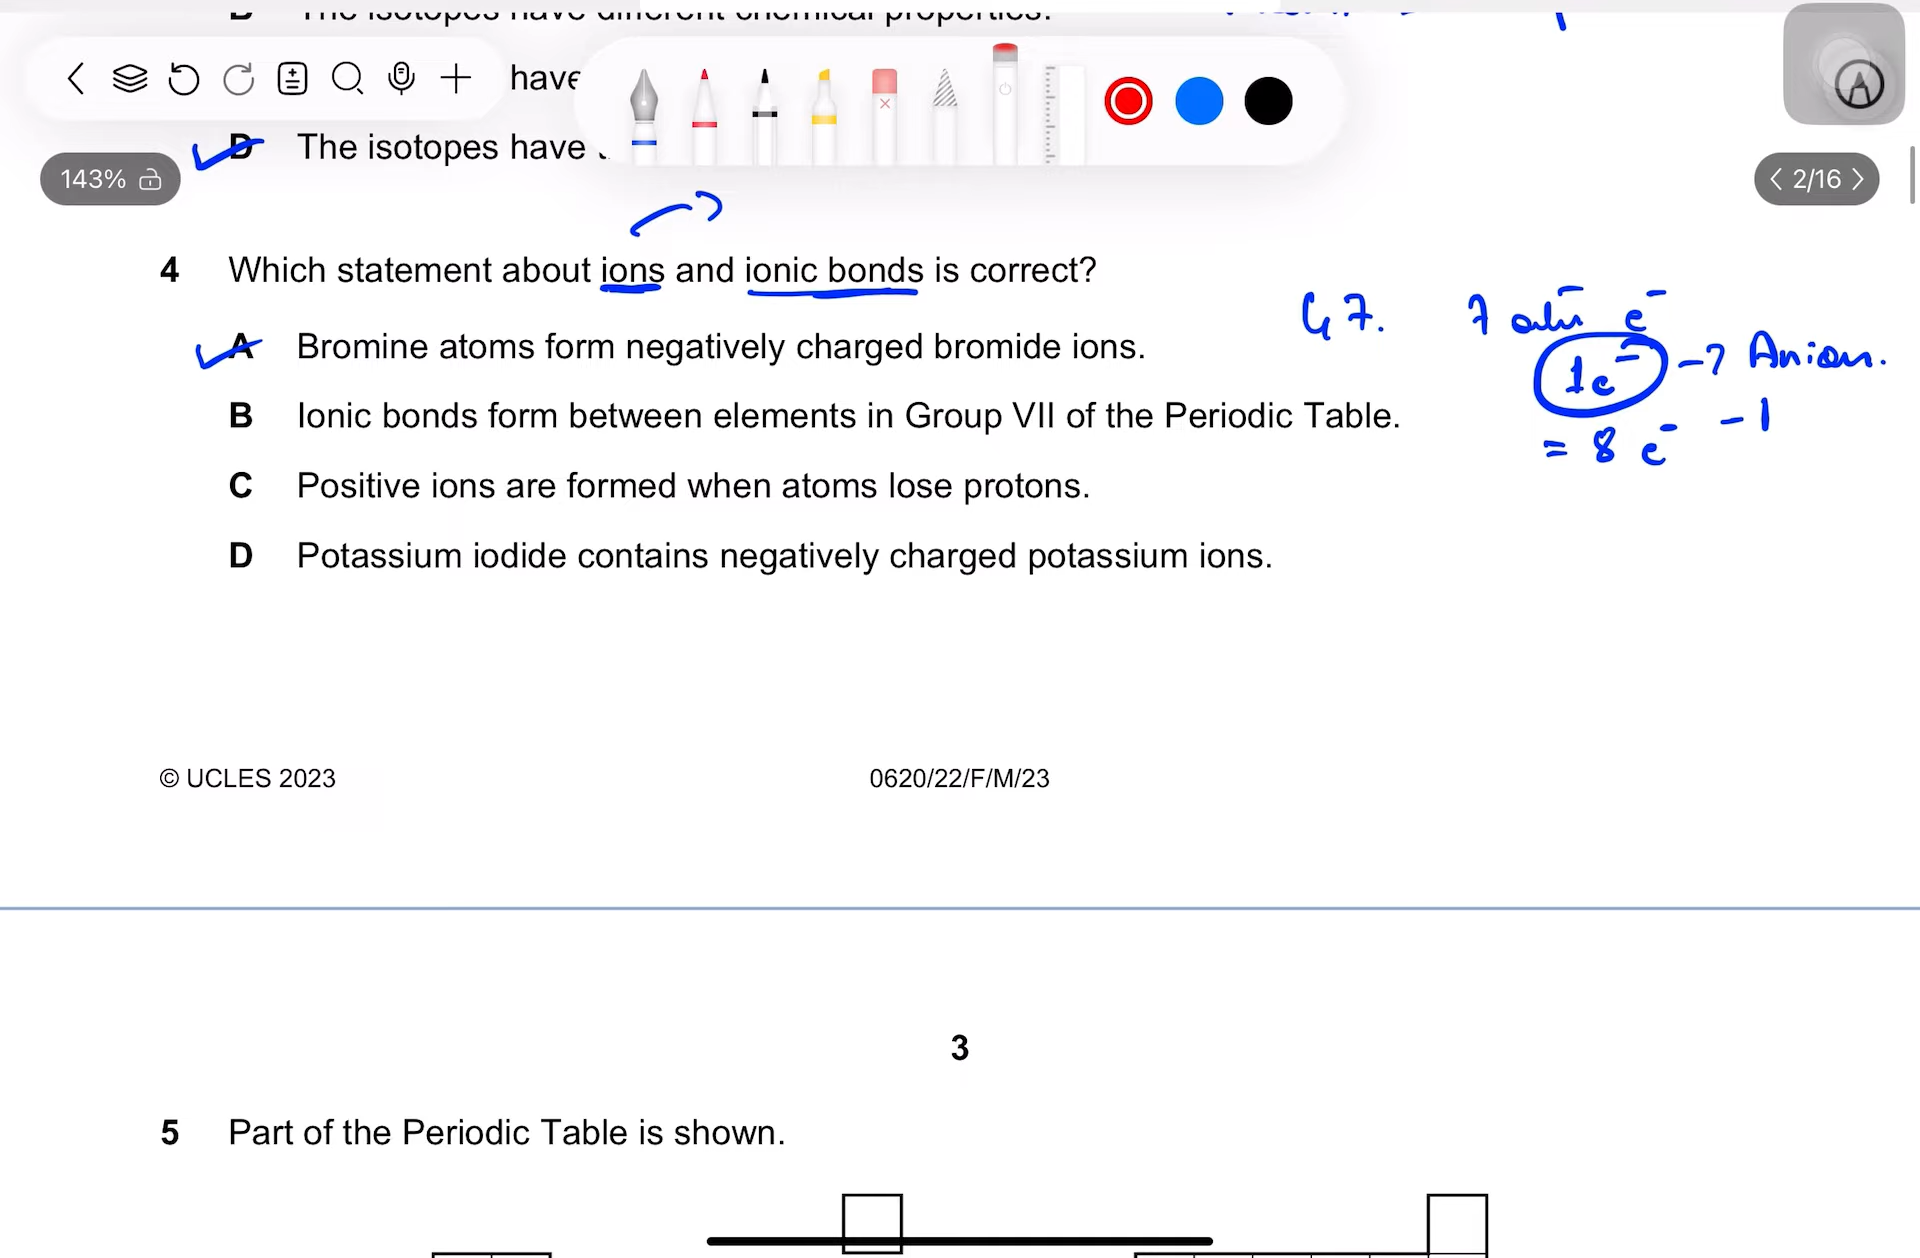 have
D The isotopes have
143%
2/16
4 Which statement about ions and ionic bonds is correct?
A Bromine atoms form negatively charged bromide ions.
B Ionic bonds form between elements in Group VII of the Periodic Table.
C Positive ions are formed when atoms lose protons.
D Potassium iodide contains negatively charged potassium ions.
G7.
7 e⁻
1e⁻ → Anion.
= 8 e⁻ -1
© UCLES 2023
0620/22/F/M/23
3
5 Part of the Periodic Table is shown.